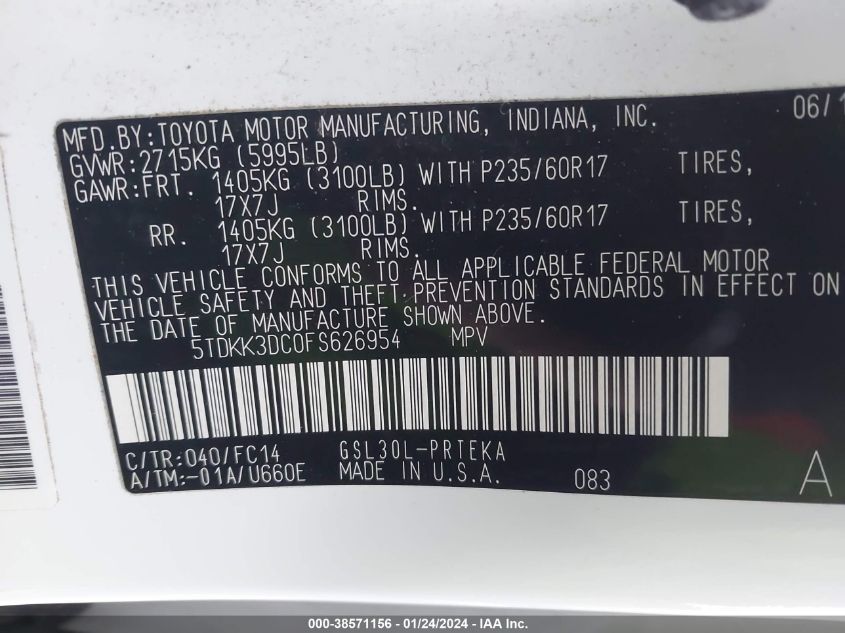 MFD.BY:TOYOTA MOTOR MANUFACTURING, INDIANA, INC. 06/1
GVWR:2715KG (5995LB)
GAWR:FRT. 1405KG (3100LB) WITH P235/60R17 TIRES,
17X7J RIMS.
RR. 1405KG (3100LB) WITH P235/60R17 TIRES,
17X7J RIMS.
THIS VEHICLE CONFORMS TO ALL APPLICABLE FEDERAL MOTOR
VEHICLE SAFETY AND THEFT PREVENTION STANDARDS IN EFFECT ON
THE DATE OF MANUFACTURE SHOWN ABOVE.
5TDKK3DC0FS626954 MPV
C/TR:040/FC14 GSL30L-PRTEKA
A/TM:-01A/U660E MADE IN U.S.A. 083 A
000-38571156 - 01/24/2024 - IAA Inc.